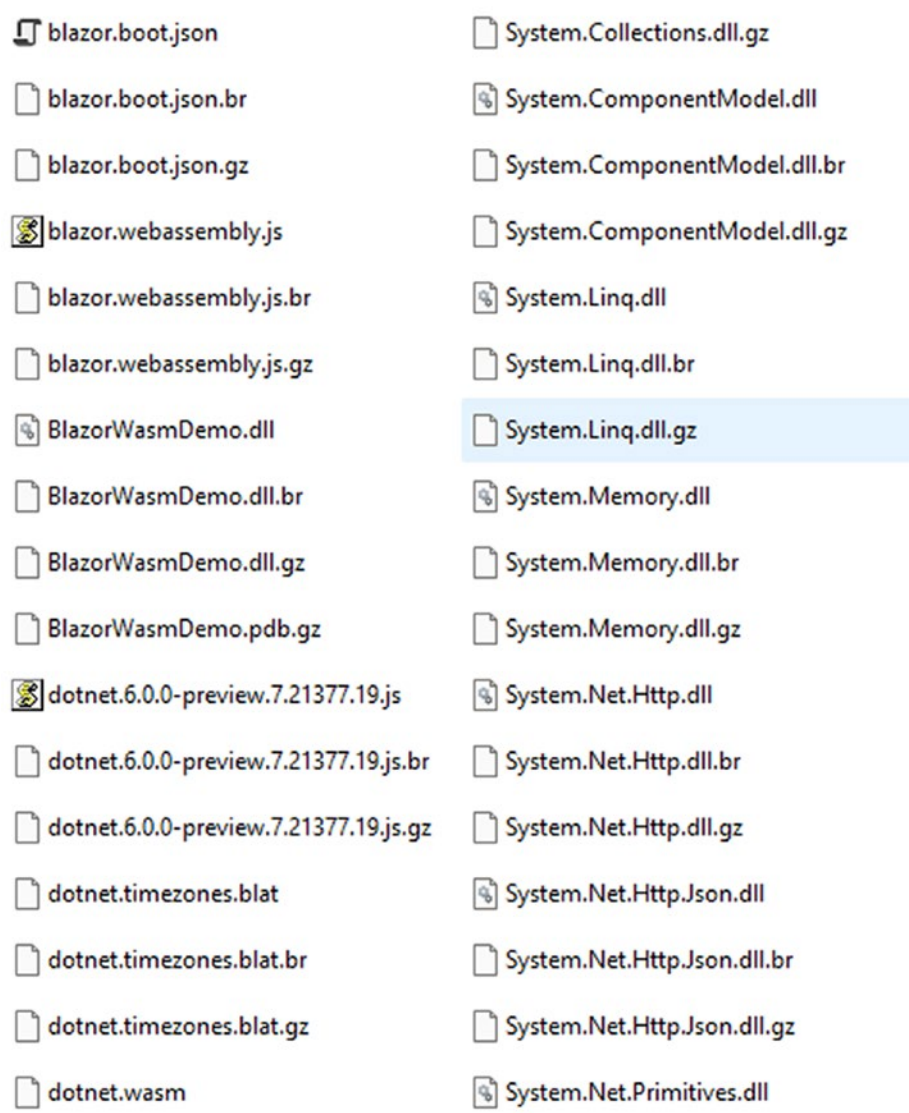 blazor.boot.json
blazor.boot.json.br
blazor.boot.json.gz
blazor.webassembly.js
blazor.webassembly.js.br
blazor.webassembly.js.gz
BlazorWasmDemo.dll
BlazorWasmDemo.dll.br
BlazorWasmDemo.dll.gz
BlazorWasmDemo.pdb.gz
dotnet.6.0.0-preview.7.21377.19.js
dotnet.6.0.0-preview.7.21377.19.js.br
dotnet.6.0.0-preview.7.21377.19.js.gz
dotnet.timezones.blat
dotnet.timezones.blat.br
dotnet.timezones.blat.gz
dotnet.wasm
System.Collections.dll.gz
System.ComponentModel.dll
System.ComponentModel.dll.br
System.ComponentModel.dll.gz
System.Linq.dll
System.Linq.dll.br
System.Linq.dll.gz
System.Memory.dll
System.Memory.dll.br
System.Memory.dll.gz
System.Net.Http.dll
System.Net.Http.dll.br
System.Net.Http.dll.gz
System.Net.Http.Json.dll
System.Net.Http.Json.dll.br
System.Net.Http.Json.dll.gz
System.Net.Primitives.dll